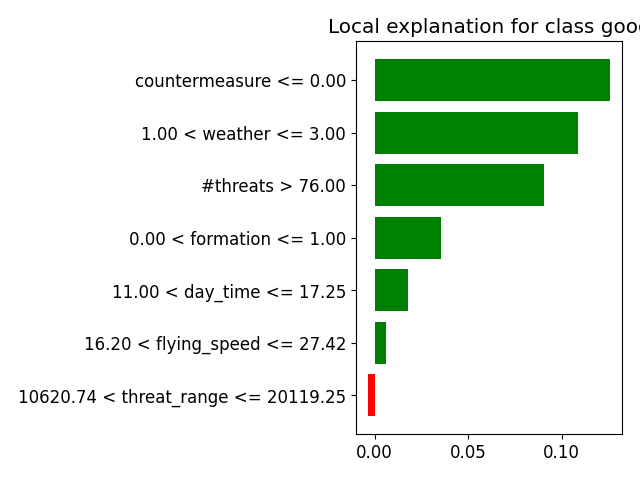 Local explanation for class good
countermeasure <= 0.00
1.00 < weather <= 3.00
#threats > 76.00
0.00 < formation <= 1.00
11.00 < day_time <= 17.25
16.20 < flying_speed <= 27.42
10620.74 < threat_range <= 20119.25
0.00 0.05 0.10